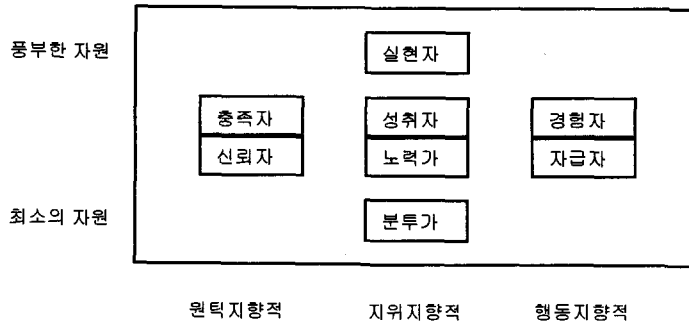 풍부한 자원
실현자
충족자 성취자 경험자
신뢰자 노력가 자급자
최소의 자원
분투가
원틱지향적 지위지향적 행동지향적